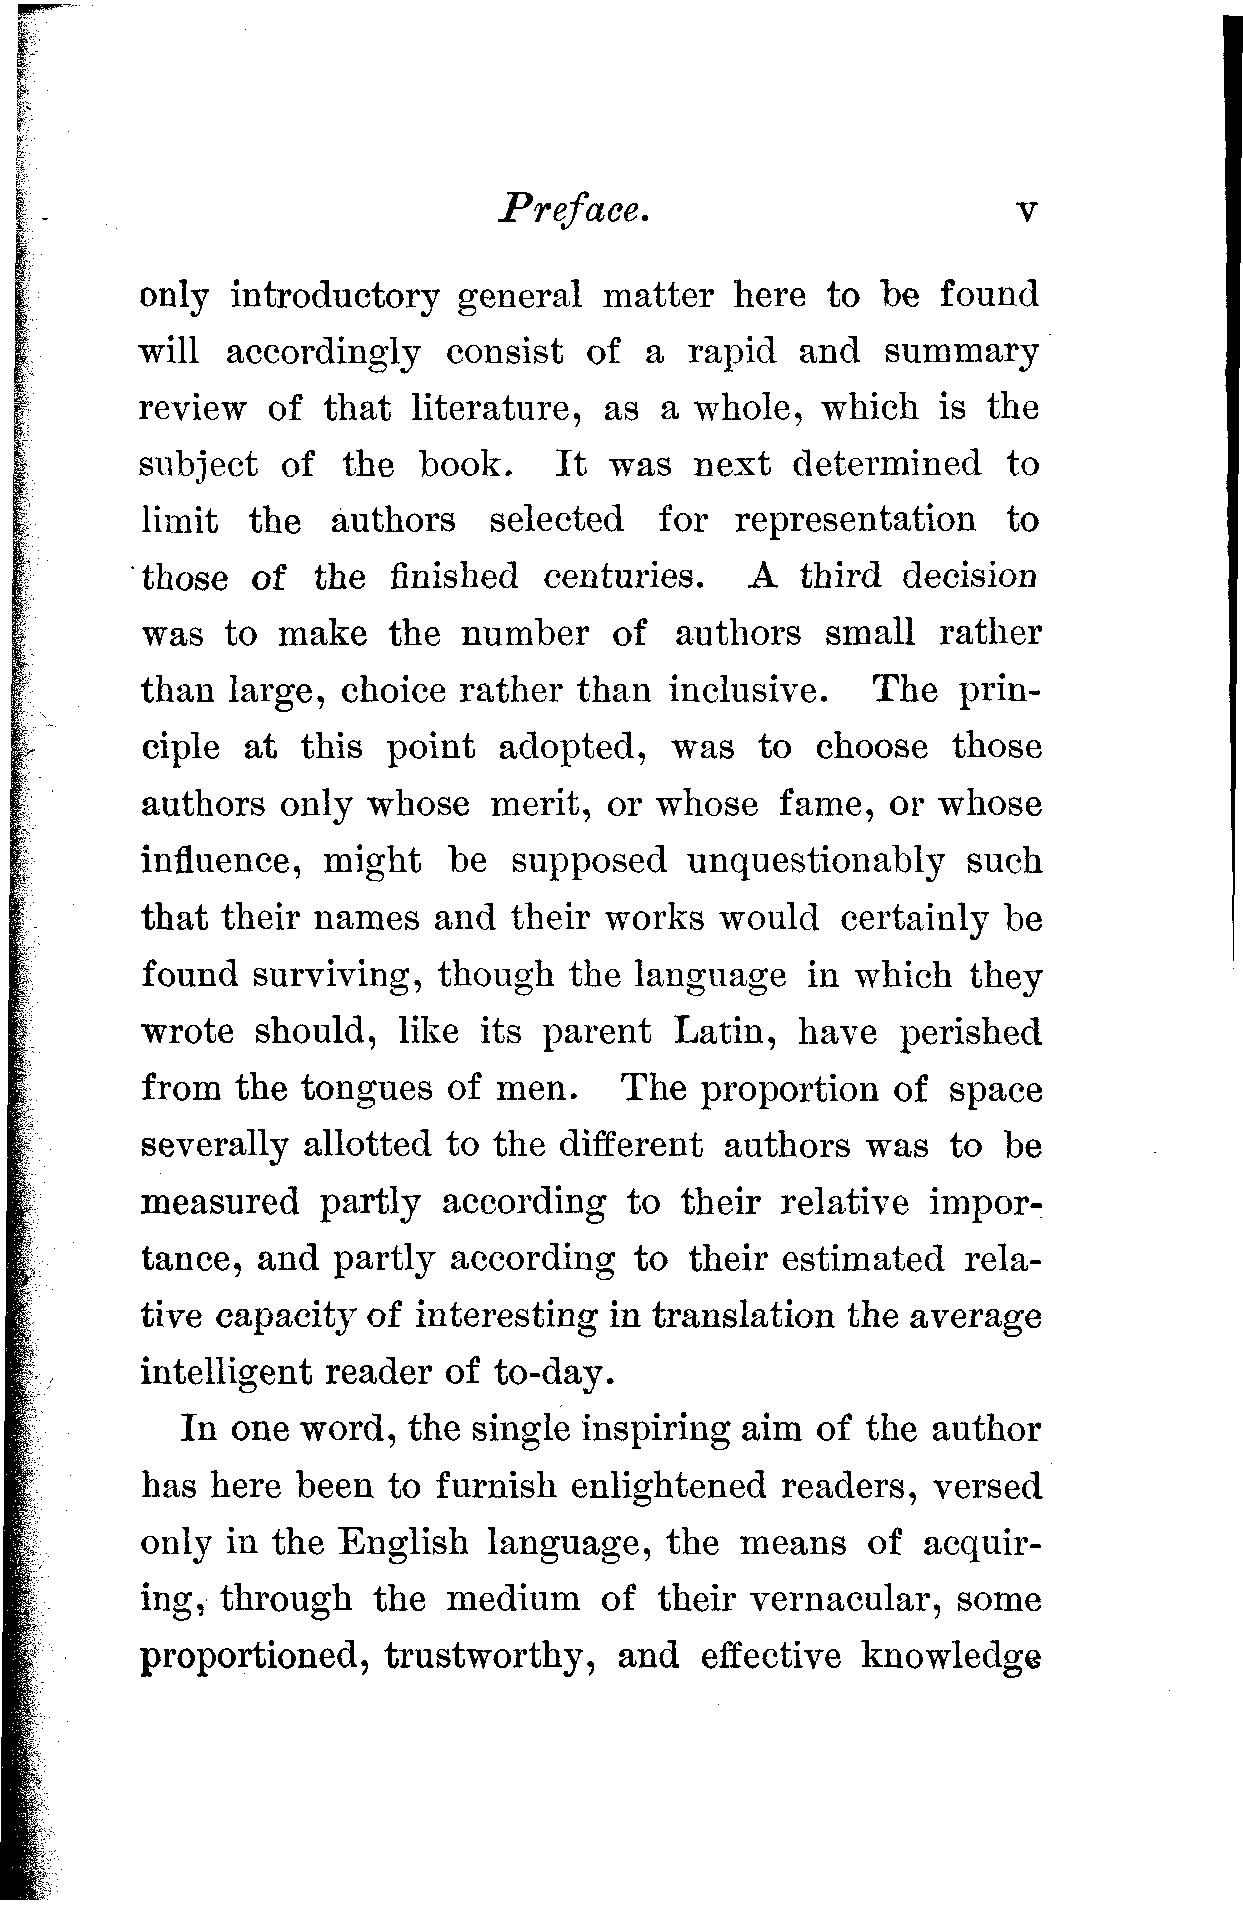 Preface. v
only introductory general matter here to be found
will accordingly consist of a rapid and summary
review of that literature, as a whole, which is the
subject of the book. It was next determined to
limit the authors selected for representation to
those of the finished centuries. A third decision
was to make the number of authors small rather
than large, choice rather than inclusive. The prin-
ciple at this point adopted, was to choose those
authors only whose merit, or whose fame, or whose
influence, might be supposed unquestionably such
that their names and their works would certainly be
found surviving, though the language in which they
wrote should, like its parent Latin, have perished
from the tongues of men. The proportion of space
severally allotted to the different authors was to be
measured partly according to their relative impor-
tance, and partly according to their estimated rela-
tive capacity of interesting in translation the average
intelligent reader of to-day.
In one word, the single inspiring aim of the author
has here been to furnish enlightened readers, versed
only in the English language, the means of acquir-
ing, through the medium of their vernacular, some
proportioned, trustworthy, and effective knowledge